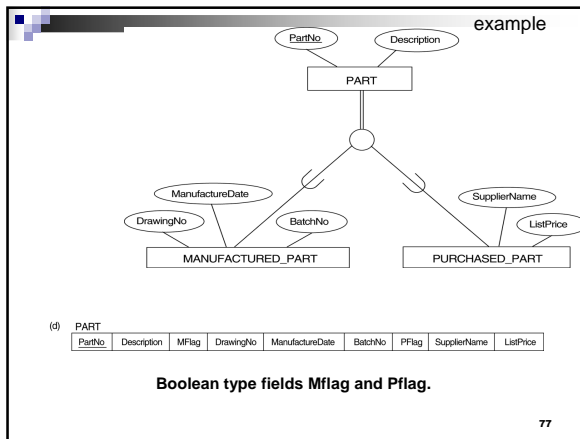 example
PartNo Description
PART
ManufactureDate SupplierName
DrawingNo BatchNo ListPrice
MANUFACTURED_PART PURCHASED_PART
(d) PART
PartNo Description MFlag DrawingNo ManufactureDate BatchNo PFlag SupplierName ListPrice
Boolean type fields Mflag and Pflag.
77